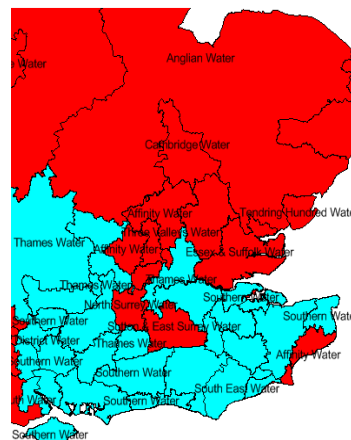 Anglian Water
Water
Cambridge Water
Affinity Water
Tendring Hundred Wate
Three Valleys Water
Thames Water
Affinity Water
Essex & Suffolk Water
Thames Water
Thames Water
Southern Water
North Surrey Water
Southern Water
Southern Water
Sutton & East Surrey Water
District Water
Thames Water
Affinity Water
Southern Water
Southern Water
South East Water
th Water
Southern Water
Southern Water